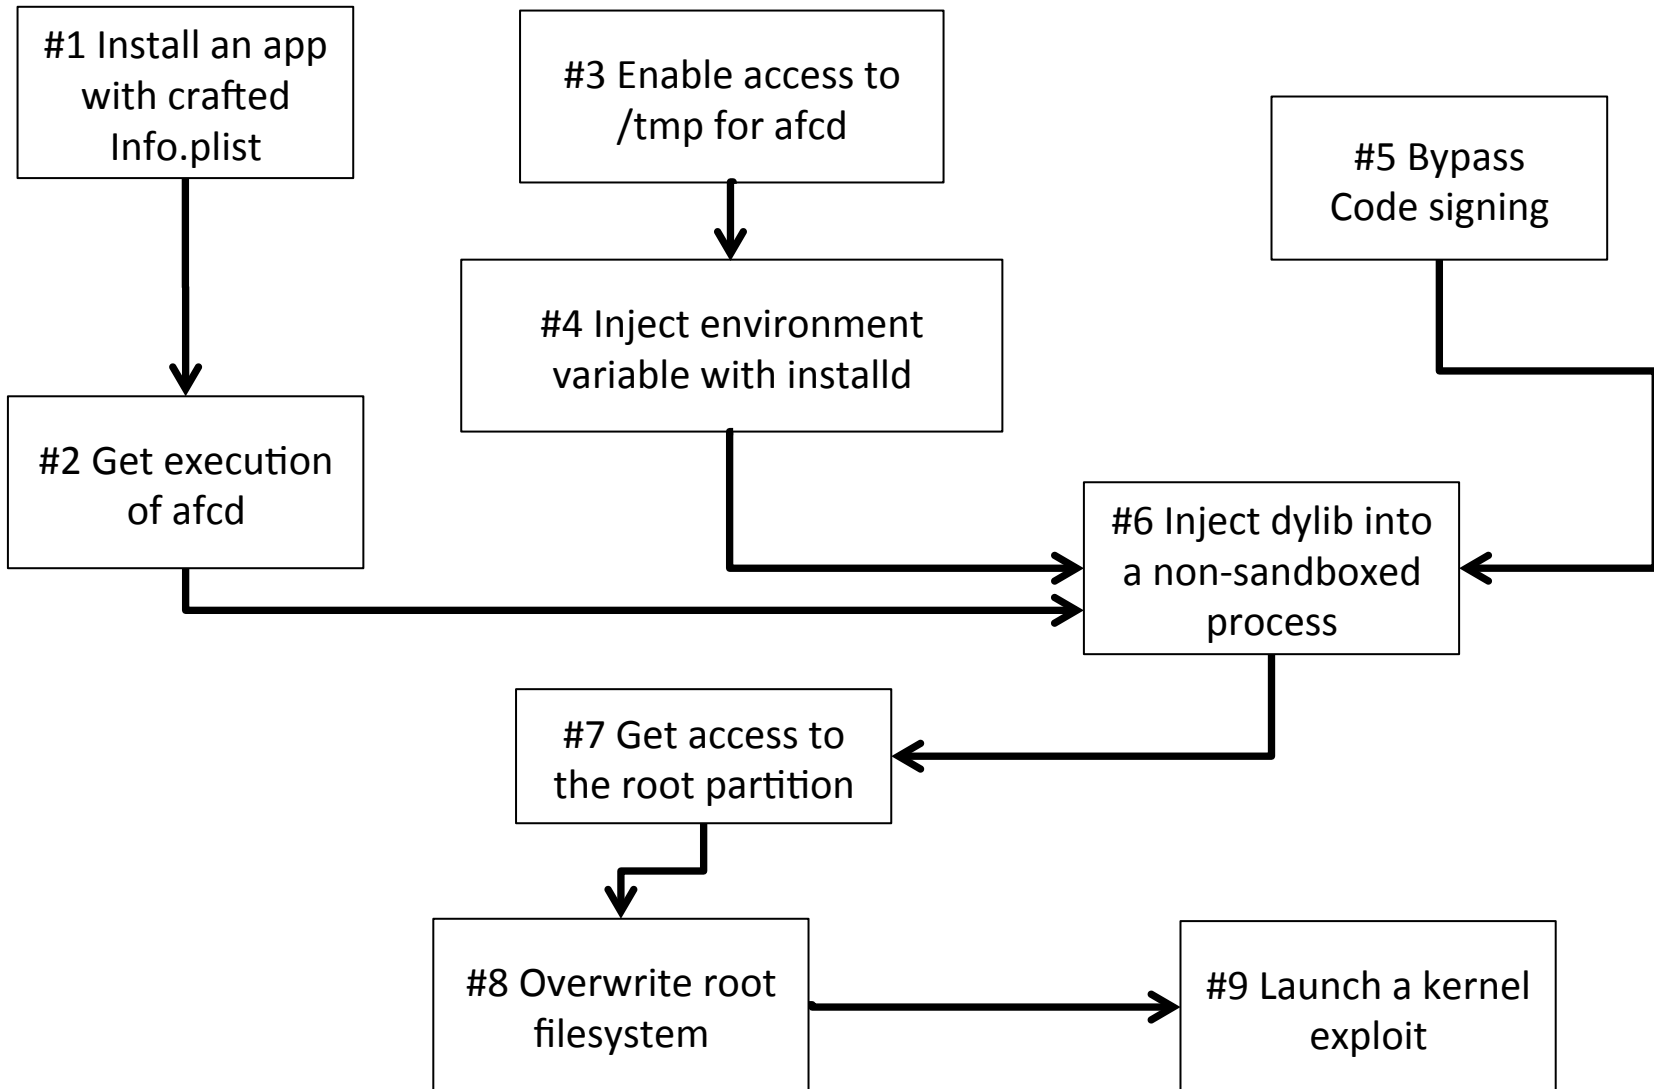 #1 Install an app
with crafted
Info.plist
#2 Get execution
of afcd
#3 Enable access to
/tmp for afcd
#4 Inject environment
variable with installd
#5 Bypass
Code signing
#6 Inject dylib into
a non-sandboxed
process
#7 Get access to
the root partition
#8 Overwrite root
filesystem
#9 Launch a kernel
exploit